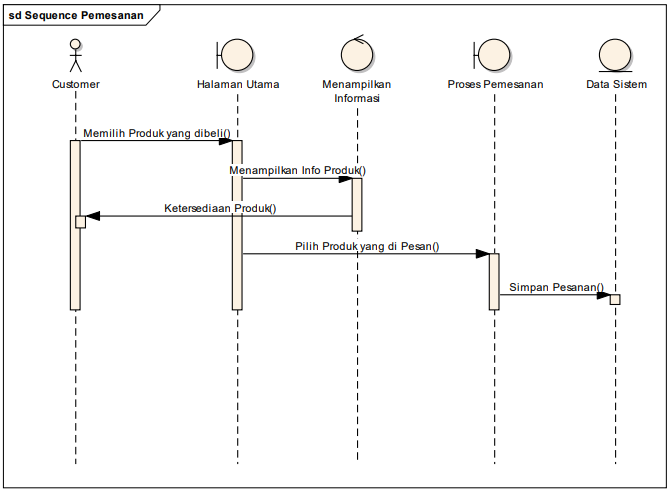 sd Sequence Pemesanan
Customer
Halaman Utama
Menampilkan
Informasi
Proses Pemesanan
Data Sistem
Memilih Produk yang dibeli()
Menampilkan Info Produk()
Ketersediaan Produk()
Pilih Produk yang di Pesan()
Simpan Pesanan()